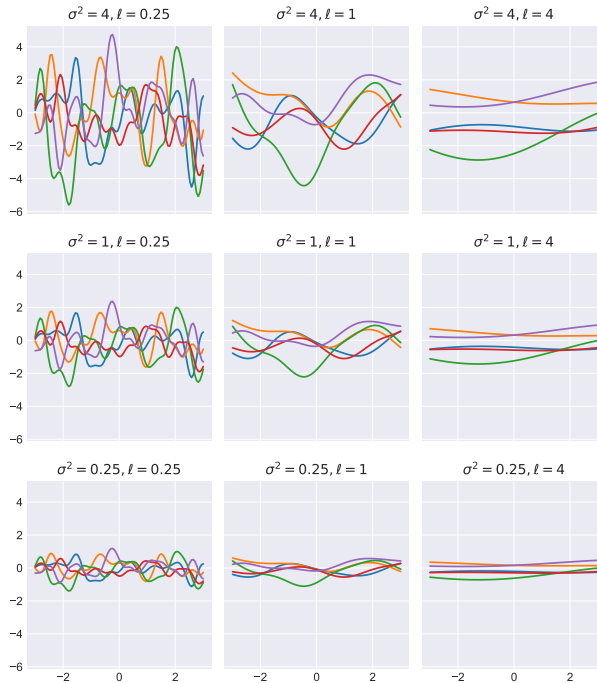 σ² = 4, ℓ = 0.25
σ² = 4, ℓ = 1
σ² = 4, ℓ = 4
4
2
0
−2
−4
−6
σ² = 1, ℓ = 0.25
σ² = 1, ℓ = 1
σ² = 1, ℓ = 4
4
2
0
−2
−4
−6
σ² = 0.25, ℓ = 0.25
σ² = 0.25, ℓ = 1
σ² = 0.25, ℓ = 4
4
2
0
−2
−4
−6
−2 0 2 −2 0 2 −2 0 2